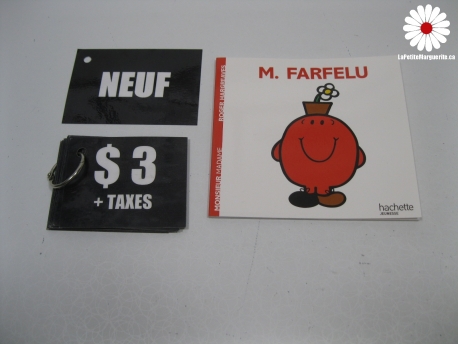 LaPetiteMarguerite.ca
NEUF
$ 3
+ TAXES
M. FARFELU
MONSIEUR MADAME
ROGER HARGREAVES
hachette
JEUNESSE